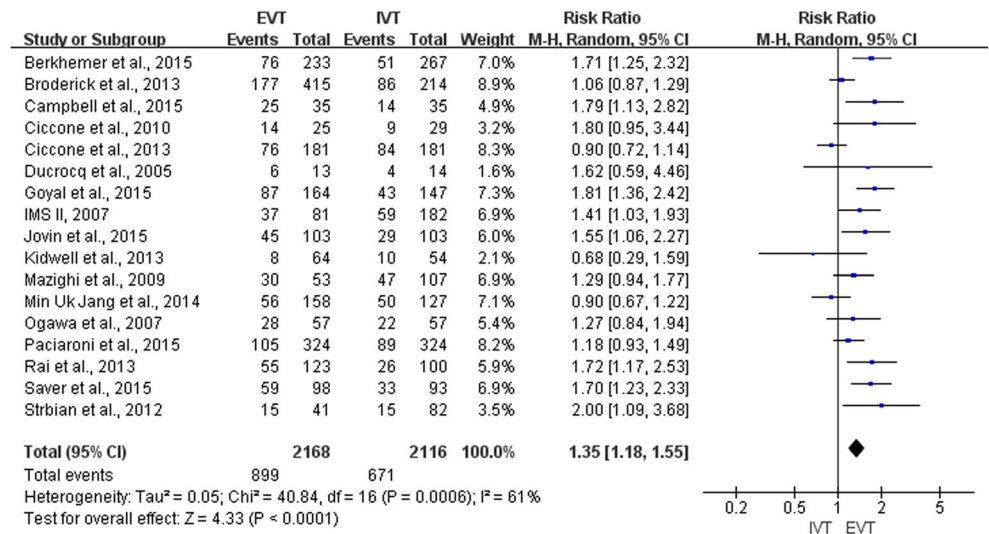 EVT IVT Risk Ratio Risk Ratio
Study or Subgroup Events Total Events Total Weight M-H, Random, 95% CI M-H, Random, 95% CI
Berkhemer et al., 2015 76 233 51 267 7.0% 1.71 [1.25, 2.32]
Broderick et al., 2013 177 415 86 214 8.9% 1.06 [0.87, 1.29]
Campbell et al., 2015 25 35 14 35 4.9% 1.79 [1.13, 2.82]
Ciccone et al., 2010 14 25 9 29 3.2% 1.80 [0.95, 3.44]
Ciccone et al., 2013 76 181 84 181 8.3% 0.90 [0.72, 1.14]
Ducrocq et al., 2005 6 13 4 14 1.6% 1.62 [0.59, 4.46]
Goyal et al., 2015 87 164 43 147 7.3% 1.81 [1.36, 2.42]
IMS II, 2007 37 81 59 182 6.9% 1.41 [1.03, 1.93]
Jovin et al., 2015 45 103 29 103 6.0% 1.55 [1.06, 2.27]
Kidwell et al., 2013 8 64 10 54 2.1% 0.68 [0.29, 1.59]
Mazighi et al., 2009 30 53 47 107 6.9% 1.29 [0.94, 1.77]
Min Uk Jang et al., 2014 56 158 50 127 7.1% 0.90 [0.67, 1.22]
Ogawa et al., 2007 28 57 22 57 5.4% 1.27 [0.84, 1.94]
Paciaroni et al., 2015 105 324 89 324 8.2% 1.18 [0.93, 1.49]
Rai et al., 2013 55 123 26 100 6.0% 1.72 [1.17, 2.53]
Saver et al., 2015 59 98 33 93 6.9% 1.70 [1.23, 2.33]
Strbian et al., 2012 15 41 15 82 3.5% 2.00 [1.09, 3.68]
Total (95% CI) 2168 2116 100.0% 1.35 [1.18, 1.55]
Total events 899 671
Heterogeneity: Tau² = 0.05; Chi² = 40.84, df = 16 (P = 0.0006); I² = 61%
Test for overall effect: Z = 4.33 (P < 0.0001)
0.2 0.5 1 2 5
IVT EVT